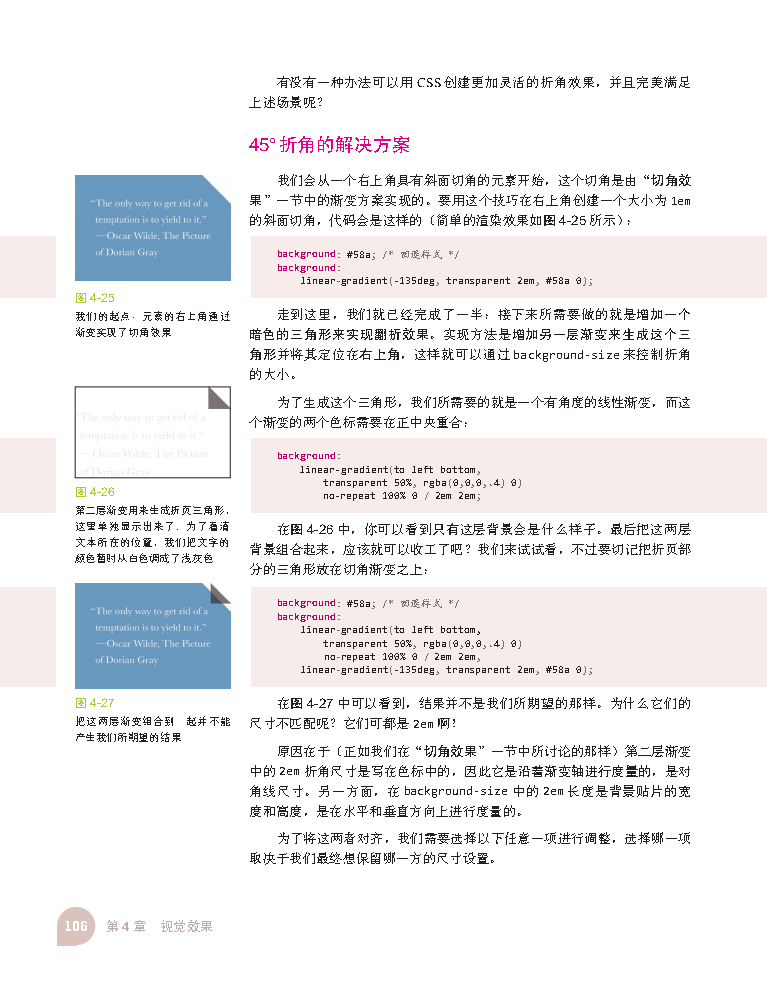 有没有一种办法可以用 CSS 创建更加灵活的折角效果，并且完美满足
上述场景呢？
45° 折角的解决方案
我们会从一个右上角具有斜面切角的元素开始，这个切角是由“切角效
果”一节中的渐变方案实现的。要用这个技巧在右上角创建一个大小为 1em
的斜面切角，代码会是这样的（简单的渲染效果如图 4-25 所示）：
background: #58a; /* 回退样式 */
background:
linear-gradient(-135deg, transparent 2em, #58a 0);
走到这里，我们就已经完成了一半：接下来所需要做的就是增加一个
暗色的三角形来实现翻折效果。实现方法是增加另一层渐变来生成这个三
角形并将其定位在右上角，这样就可以通过 background-size 来控制折角
的大小。
为了生成这个三角形，我们所需要的就是一个有角度的线性渐变，而这
个渐变的两个色标需要在正中央重合：
background:
linear-gradient(to left bottom,
transparent 50%, rgba(0,0,0,.4) 0)
no-repeat 100% 0 / 2em 2em;
在图 4-26 中，你可以看到只有这层背景会是什么样子。最后把这两层
背景组合起来，应该就可以收工了吧？我们来试试看，不过要切记把折页部
分的三角形放在切角渐变之上：
background: #58a; /* 回退样式 */
background:
linear-gradient(to left bottom,
transparent 50%, rgba(0,0,0,.4) 0)
no-repeat 100% 0 / 2em 2em,
linear-gradient(-135deg, transparent 2em, #58a 0);
在图 4-27 中可以看到，结果并不是我们所期望的那样。为什么它们的
尺寸不匹配呢？它们可都是 2em 啊！
原因在于（正如我们在“切角效果”一节中所讨论的那样）第二层渐变
中的 2em 折角尺寸是写在色标中的，因此它是沿着渐变轴进行度量的，是对
角线尺寸。另一方面，在 background-size 中的 2em 长度是背景贴片的宽
度和高度，是在水平和垂直方向上进行度量的。
为了将这两者对齐，我们需要选择以下任意一项进行调整，选择哪一项
取决于我们最终想保留哪一方的尺寸设置。
“The only way to get rid of a
temptation is to yield to it.”
—Oscar Wilde, The Picture
of Dorian Gray
图 4-25
我们的起点：元素的右上角通过
渐变实现了切角效果
“The only way to get rid of a
temptation is to yield to it.”
—Oscar Wilde, The Picture
of Dorian Gray
图 4-26
第二层渐变用来生成折页三角形，
这里单独显示出来了．为了看清
文本所在的位置，我们把文字的
颜色暂时从白色调成了浅灰色
“The only way to get rid of a
temptation is to yield to it.”
—Oscar Wilde, The Picture
of Dorian Gray
图 4-27
把这两层渐变组合到一起并不能
产生我们所期望的结果
106 第 4 章 视觉效果